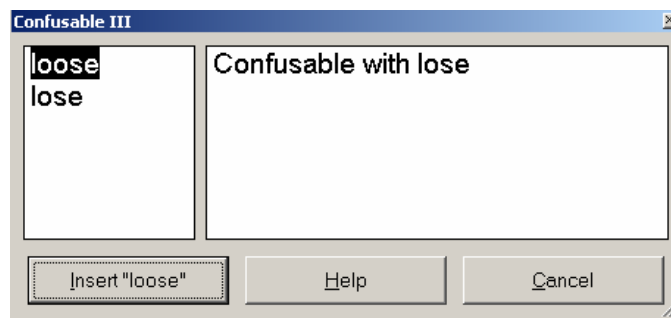 Confusable III
loose
lose
Confusable with lose
Insert "loose"
Help
Cancel